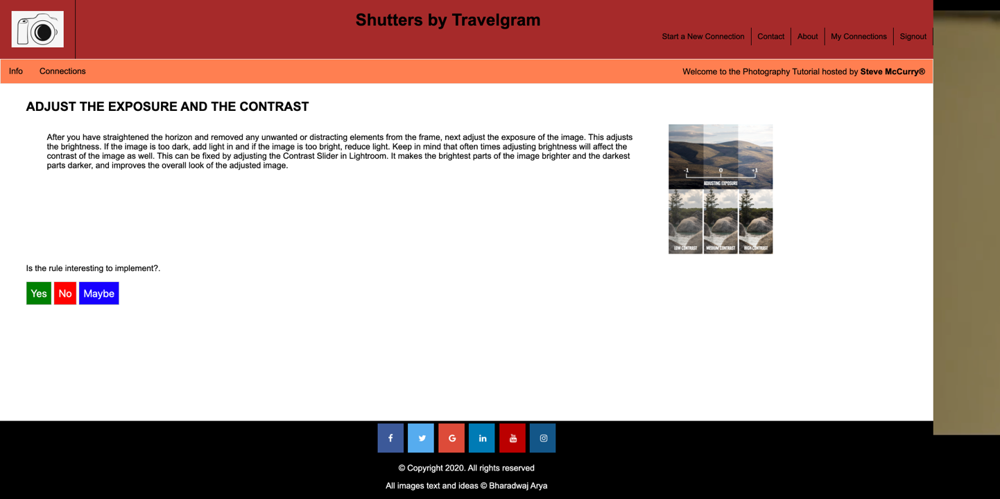 Shutters by Travelgram
Start a New Connection
Contact
About
My Connections
Signout
Info
Connections
Welcome to the Photography Tutorial hosted by Steve McCurry®
ADJUST THE EXPOSURE AND THE CONTRAST
After you have straightened the horizon and removed any unwanted or distracting elements from the frame, next adjust the exposure of the image. This adjusts
the brightness. If the image is too dark, add light in and if the image is too bright, reduce light. Keep in mind that often times adjusting brightness will affect the
contrast of the image as well. This can be fixed by adjusting the Contrast Slider in Lightroom. It makes the brightest parts of the image brighter and the darkest
parts darker, and improves the overall look of the adjusted image.
-1 0 +1
ADJUSTING EXPOSURE
LOW CONTRAST MEDIUM CONTRAST HIGH CONTRAST
Is the rule interesting to implement?.
Yes No Maybe
f G in You Tube
© Copyright 2020. All rights reserved
All images text and ideas © Bharadwaj Arya